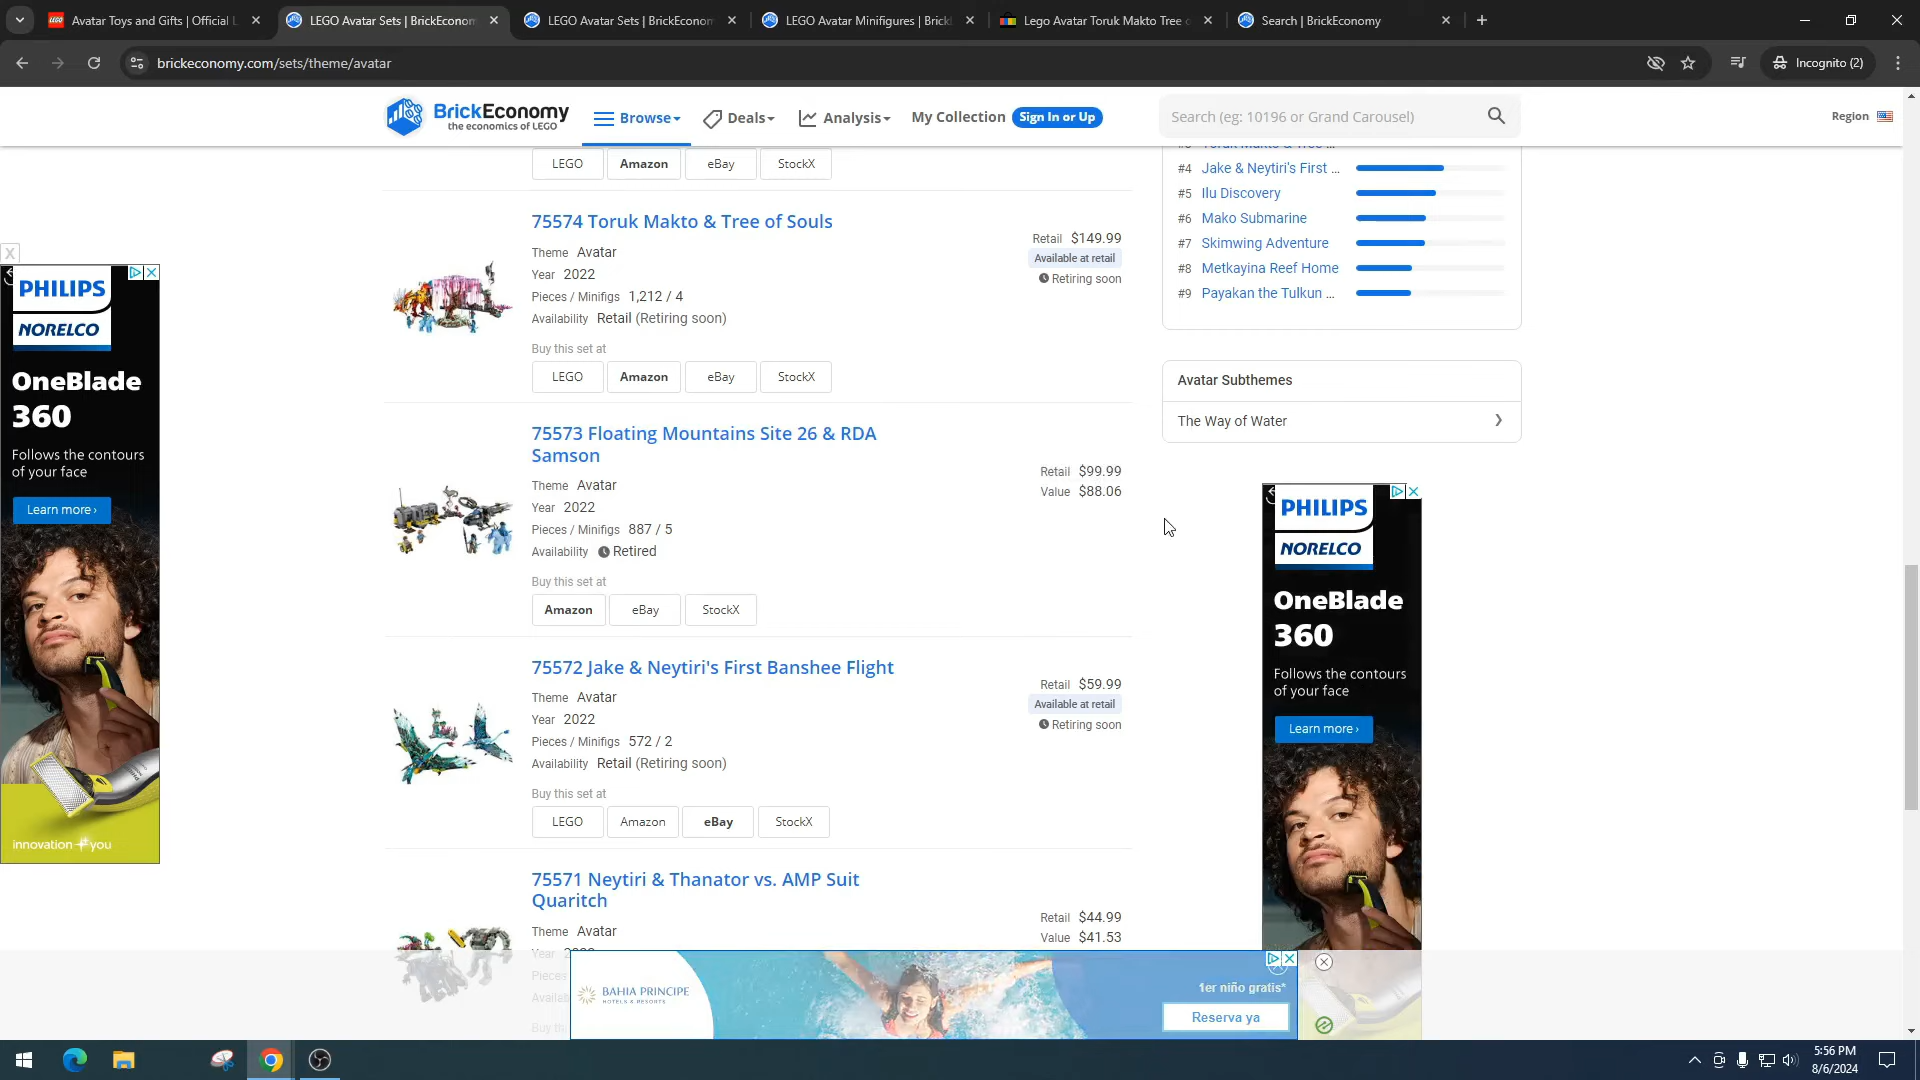 Avatar Toys and Gifts | Official L
LEGO Avatar Sets | BrickEconom
LEGO Avatar Sets | BrickEconom
LEGO Avatar Minifigures | Brick
Lego Avatar Toruk Makto Tree o
Search | BrickEconomy
brickeconomy.com/sets/theme/avatar
Incognito (2)
BrickEconomy
the economics of LEGO
Browse
Deals
Analysis
My Collection
Sign In or Up
Search (eg: 10196 or Grand Carousel)
Region
LEGO
Amazon
eBay
StockX
75574 Toruk Makto & Tree of Souls
Theme Avatar
Year 2022
Pieces / Minifigs 1,212 / 4
Availability Retail (Retiring soon)
Retail $149.99
Available at retail
Retiring soon
Buy this set at
LEGO
Amazon
eBay
StockX
75573 Floating Mountains Site 26 & RDA
Samson
Theme Avatar
Year 2022
Pieces / Minifigs 887 / 5
Availability Retired
Retail $99.99
Value $88.06
Buy this set at
Amazon
eBay
StockX
75572 Jake & Neytiri's First Banshee Flight
Theme Avatar
Year 2022
Pieces / Minifigs 572 / 2
Availability Retail (Retiring soon)
Retail $59.99
Available at retail
Retiring soon
Buy this set at
LEGO
Amazon
eBay
StockX
75571 Neytiri & Thanator vs. AMP Suit
Quaritch
Theme Avatar
Year
Pieces
Retail $44.99
Value $41.53
#4 Jake & Neytiri's First ...
#5 Ilu Discovery
#6 Mako Submarine
#7 Skimwing Adventure
#8 Metkayina Reef Home
#9 Payakan the Tulkun ...
Avatar Subthemes
The Way of Water
X
PHILIPS
NORELCO
OneBlade
360
Follows the contours
of your face
Learn more ›
innovation you
PHILIPS
NORELCO
OneBlade
360
Follows the contours
of your face
Learn more ›
BAHIA PRINCIPE
HOTELS & RESORTS
1er niño gratis*
Reserva ya
5:56 PM
8/6/2024